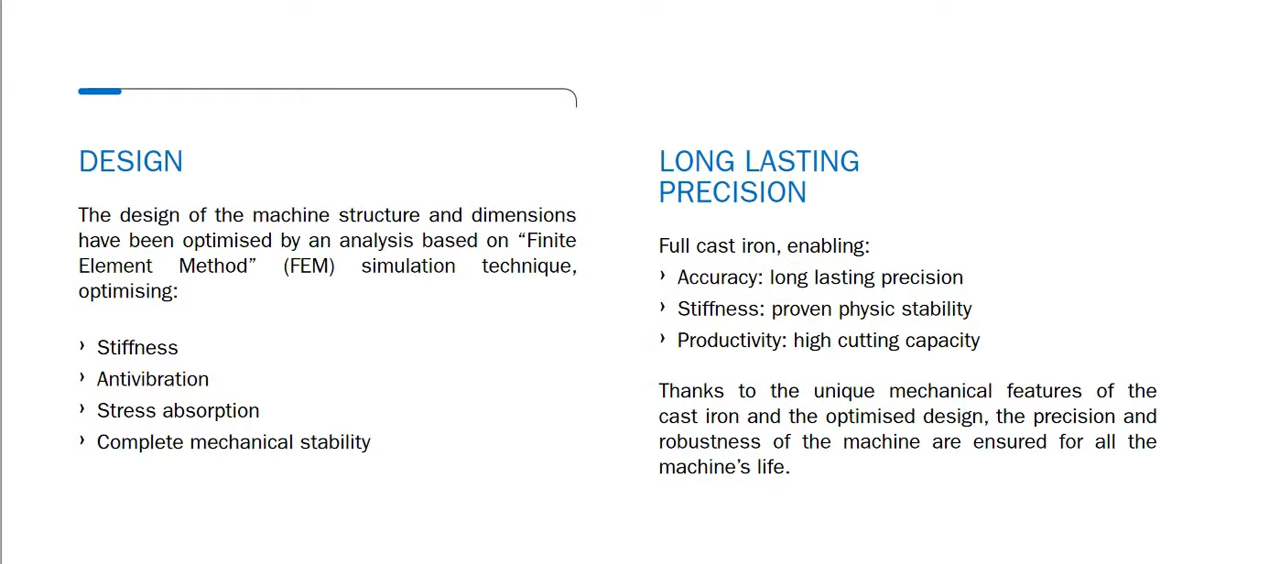 DESIGN
The design of the machine structure and dimensions
have been optimised by an analysis based on “Finite
Element Method” (FEM) simulation technique,
optimising:
› Stiffness
› Antivibration
› Stress absorption
› Complete mechanical stability
LONG LASTING
PRECISION
Full cast iron, enabling:
› Accuracy: long lasting precision
› Stiffness: proven physic stability
› Productivity: high cutting capacity
Thanks to the unique mechanical features of the
cast iron and the optimised design, the precision and
robustness of the machine are ensured for all the
machine’s life.